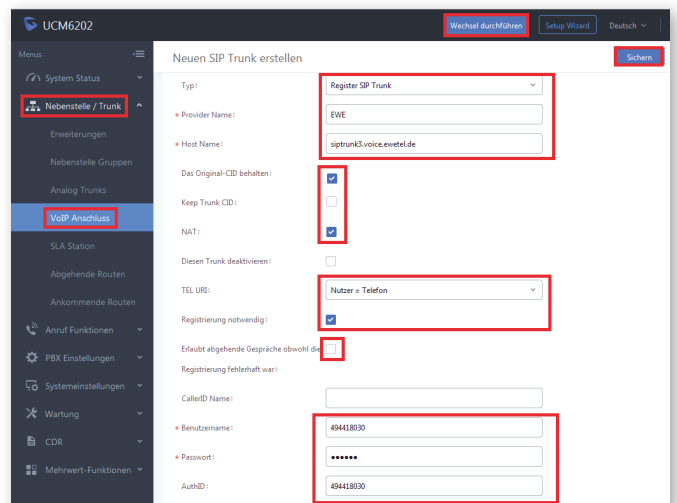 UCM6202
Wechsel durchführen
Setup Wizard
Deutsch
Menus
Neuen SIP Trunk erstellen
Sichern
System Status
Nebenstelle / Trunk
Erweiterungen
Nebenstelle Gruppen
Analog Trunks
VoIP Anschluss
SLA Station
Abgehende Routen
Ankommende Routen
Anruf Funktionen
PBX Einstellungen
Systemeinstellungen
Wartung
CDR
Mehrwert-Funktionen
Typ: Register SIP Trunk
* Provider Name: EWE
* Host Name: siptrunk3.voice.ewetel.de
Das Original-CID behalten:
Keep Trunk CID:
NAT:
Diesen Trunk deaktivieren:
TEL URI: Nutzer = Telefon
Registrierung notwendig:
Erlaubt abgehende Gespräche obwohl die
Registrierung fehlerhaft war:
CallerID Name:
* Benutzername: 494418030
* Passwort: ••••••
AuthID: 494418030